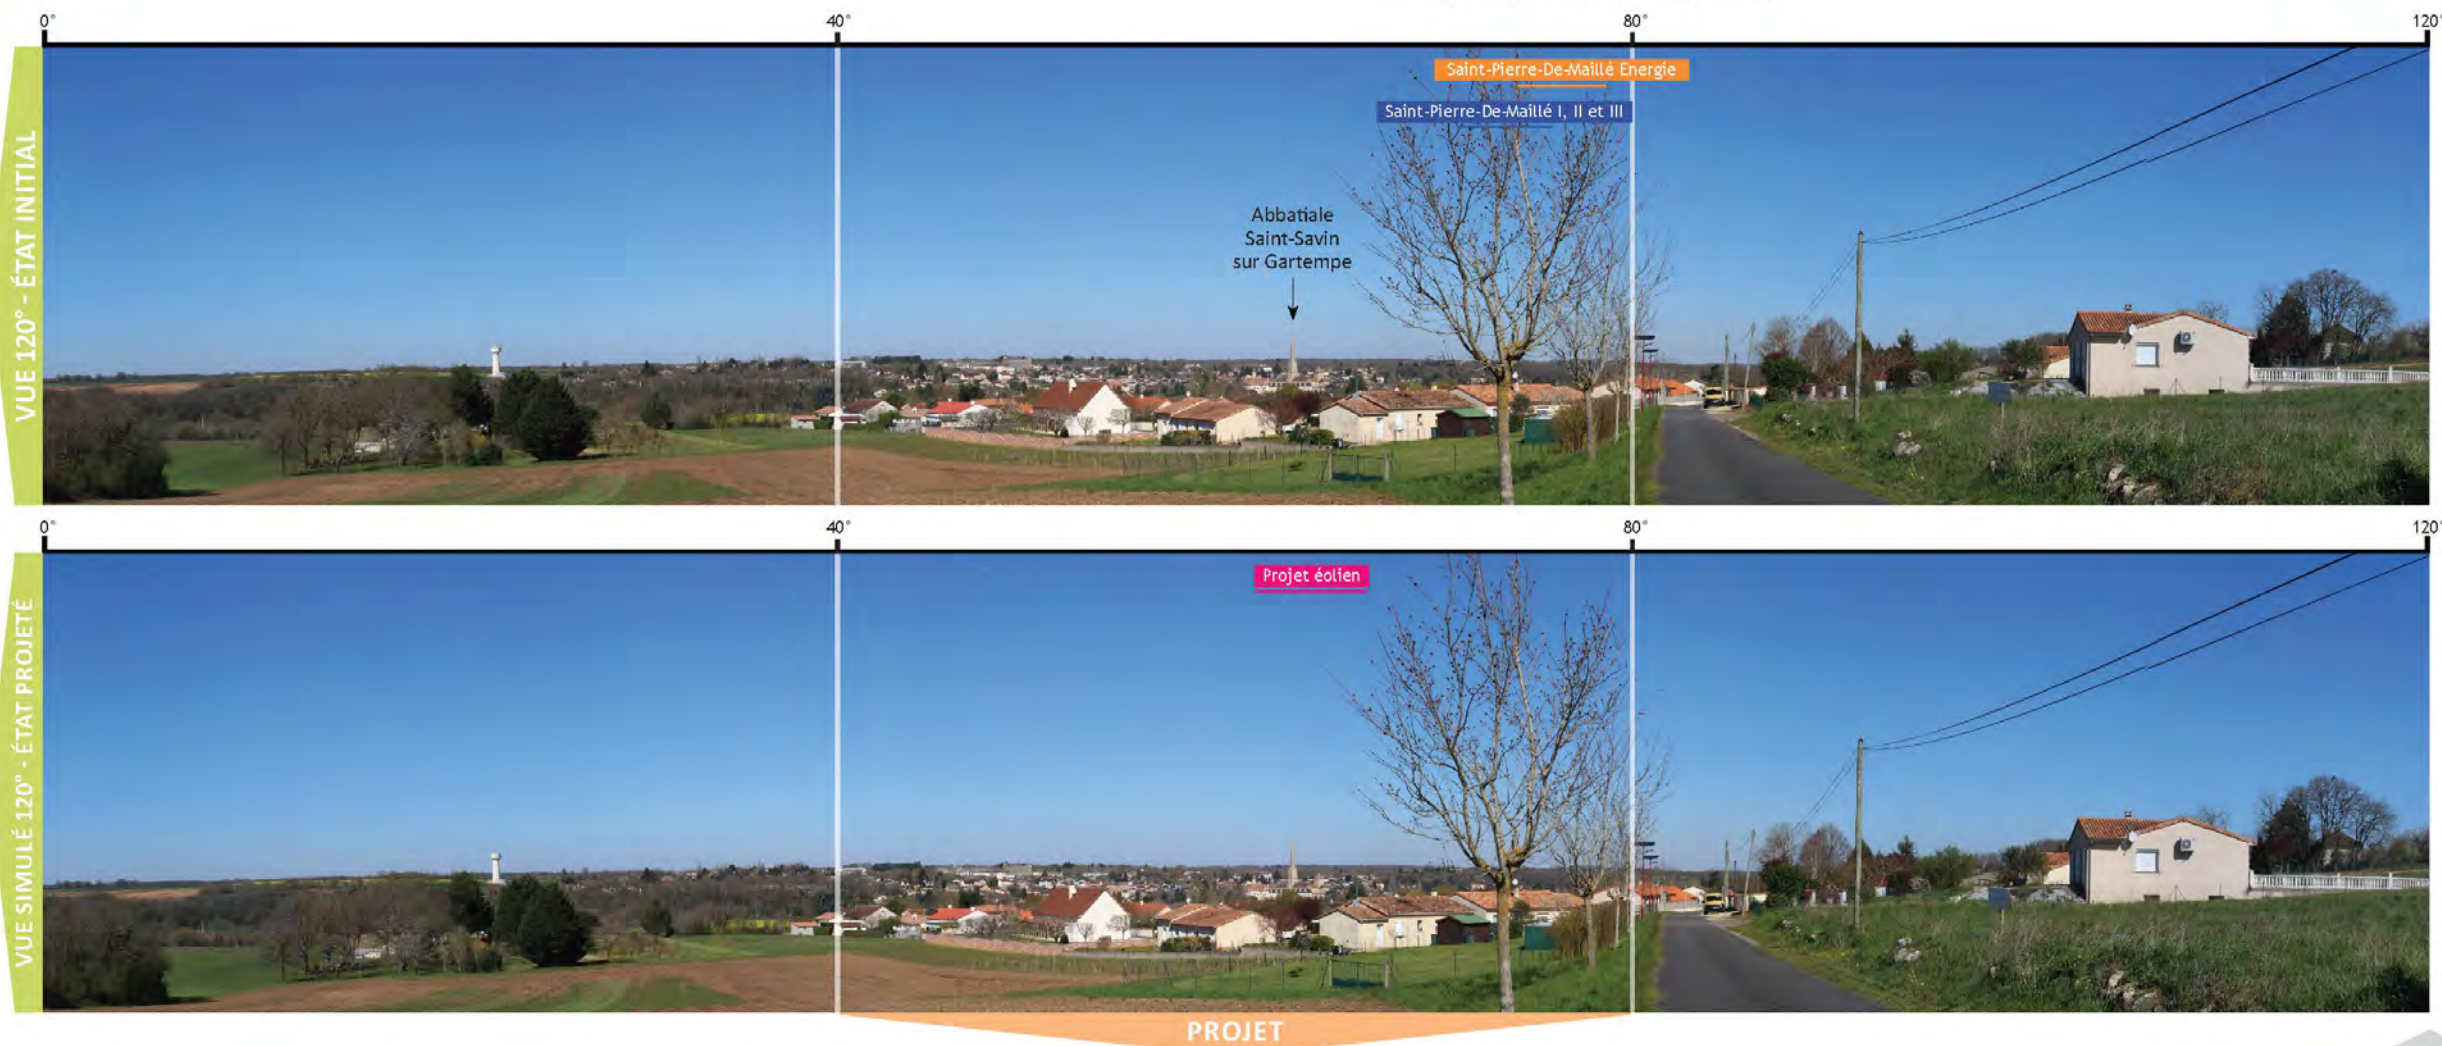 0° 40° 80° 120°
VUE 120° - ÉTAT INITIAL
Saint-Pierre-De-Maillé Energie
Saint-Pierre-De-Maillé I, II et III
Abbatiale
Saint-Savin
sur Gartempe
0° 40° 80° 120°
VUE SIMULÉ 120° - ÉTAT PROJETÉ
Projet éolien
PROJET